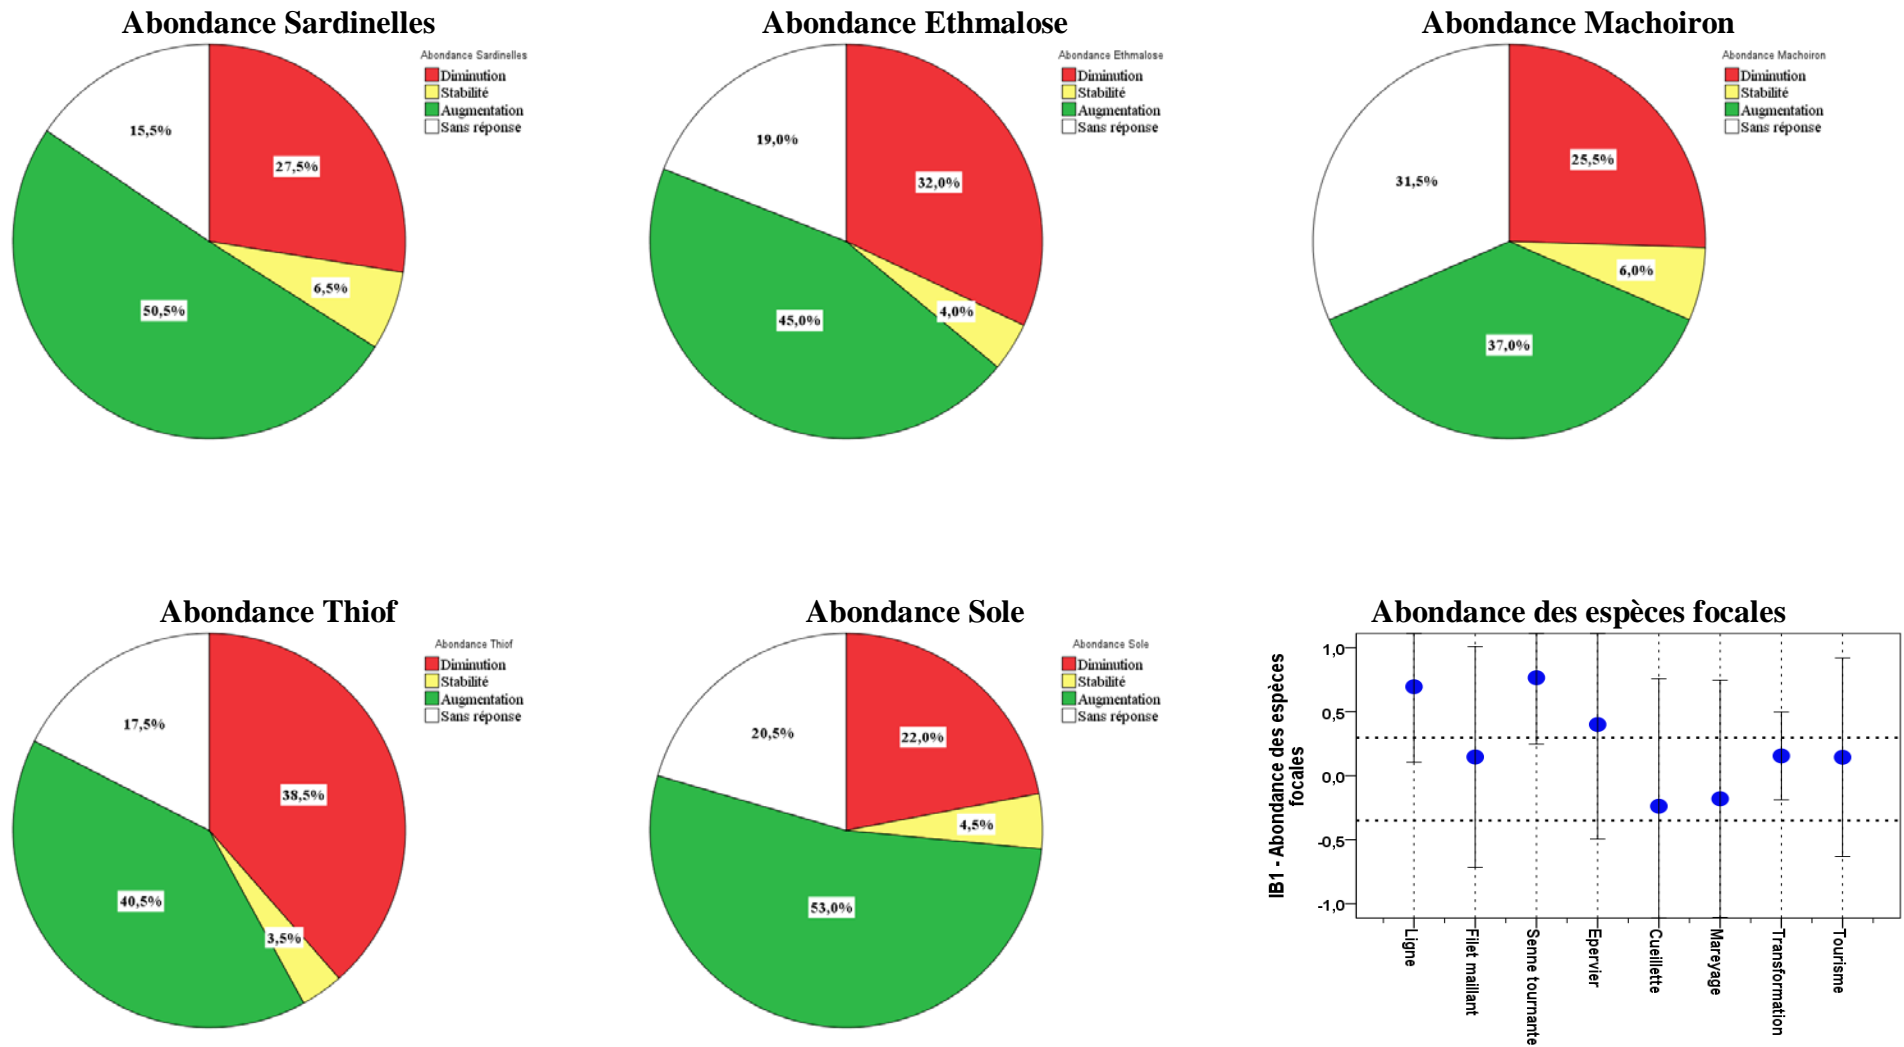 Abondance Sardinelles
Abondance Sardinelles
Diminution
Stabilité
Augmentation
Sans réponse
15,5%
27,5%
6,5%
50,5%
Abondance Ethmalose
Abondance Ethmalose
Diminution
Stabilité
Augmentation
Sans réponse
19,0%
32,0%
4,0%
45,0%
Abondance Machoiron
Abondance Machoiron
Diminution
Stabilité
Augmentation
Sans réponse
25,5%
31,5%
6,0%
37,0%
Abondance Thiof
Abondance Thiof
Diminution
Stabilité
Augmentation
Sans réponse
17,5%
38,5%
40,5%
3,5%
Abondance Sole
Abondance Sole
Diminution
Stabilité
Augmentation
Sans réponse
20,5%
22,0%
4,5%
53,0%
Abondance des espèces focales
IB1 - Abondance des espèces
focales
1,0
0,5
0,0
-0,5
-1,0
Ligne
Filet maillant
Senne tournante
Epervier
Cueillette
Mareyage
Transformation
Tourisme